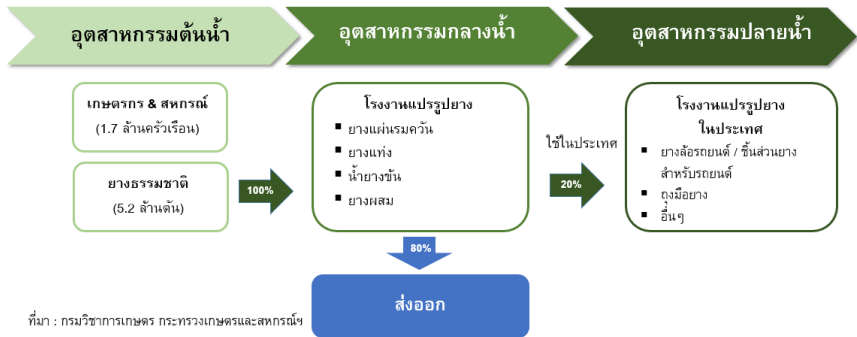 อุตสาหกรรมต้นน้ำ
อุตสาหกรรมกลางน้ำ
อุตสาหกรรมปลายน้ำ
เกษตรกร & สหกรณ์
(1.7 ล้านครัวเรือน)
ยางธรรมชาติ
(5.2 ล้านตัน)
100%
โรงงานแปรรูปยาง
▪ ยางแผ่นรมควัน
▪ ยางแท่ง
▪ น้ำยางข้น
▪ ยางผสม
ใช้ในประเทศ
20%
โรงงานแปรรูปยาง
ในประเทศ
▪ ยางล้อรถยนต์ / ชิ้นส่วนยาง
สำหรับรถยนต์
▪ ถุงมือยาง
▪ อื่นๆ
80%
ส่งออก
ที่มา : กรมวิชาการเกษตร กระทรวงเกษตรและสหกรณ์ฯ